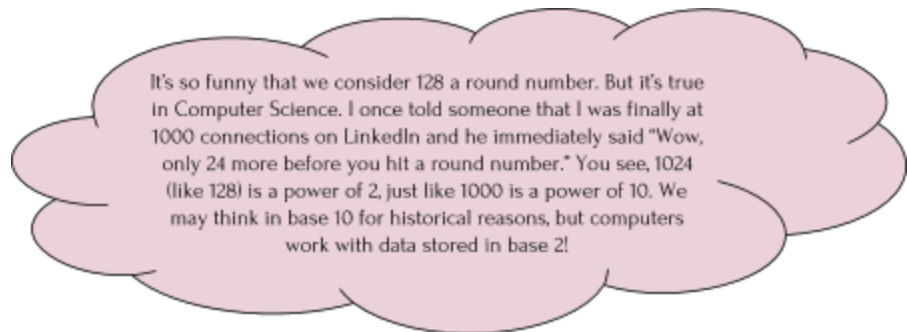 It's so funny that we consider 128 a round number. But it's true
in Computer Science. I once told someone that I was finally at
1000 connections on LinkedIn and he immediately said "Wow,
only 24 more before you hit a round number." You see, 1024
(like 128) is a power of 2, just like 1000 is a power of 10. We
may think in base 10 for historical reasons, but computers
work with data stored in base 2!